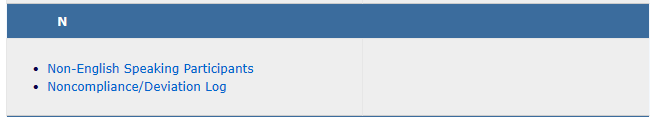 N
Non-English Speaking Participants
Noncompliance/Deviation Log